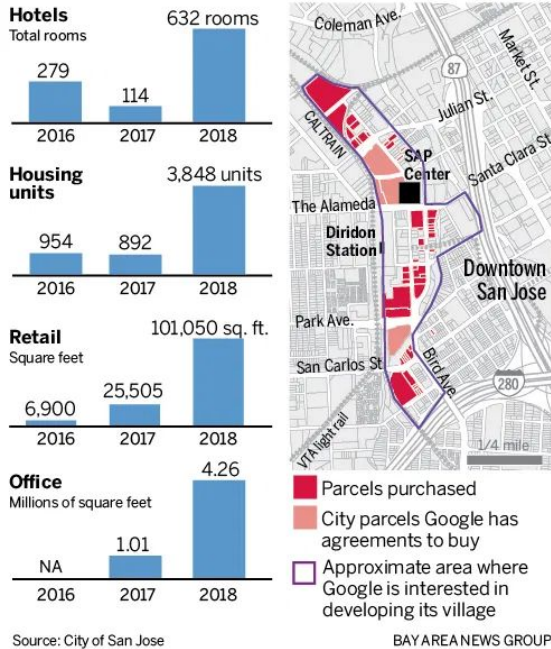 Hotels
Total rooms
632 rooms
279
114
2016 2017 2018
Housing
units
3,848 units
954
892
2016 2017 2018
Retail
Square feet
101,050 sq. ft.
6,900
25,505
2016 2017 2018
Office
Millions of square feet
4.26
1.01
NA
2016 2017 2018
Source: City of San Jose
Coleman Ave.
Market St.
87
Julian St.
CALTRAIN
SAP
Center
Santa Clara St.
The Alameda
Diridon
Station
Downtown
San Jose
Park Ave.
San Carlos St.
Bird Ave.
280
VTA light rail
1/4 mile
Parcels purchased
City parcels Google has
agreements to buy
Approximate area where
Google is interested in
developing its village
BAY AREA NEWS GROUP